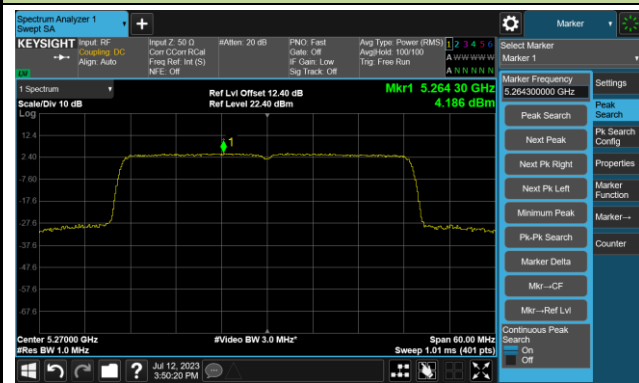 Spectrum Analyzer 1
Swept SA
Marker
KEYSIGHT
Input: RF
Coupling: DC
Align: Auto
Input Z: 50 Ω
Corr CCorr RCal
Freq Ref: Int (S)
NFE: Off
#Atten: 20 dB
PNO: Fast
Gate: Off
IF Gain: Low
Sig Track: Off
Avg Type: Power (RMS)
Avg|Hold: 100/100
Trig: Free Run
1 2 3 4 5 6
A W W W W W
A N N N N N
LXI
Select Marker
Marker 1
1 Spectrum
Scale/Div 10 dB
Log
Ref Lvl Offset 12.40 dB
Ref Level 22.40 dBm
Mkr1 5.264 30 GHz
4.186 dBm
Marker Frequency
5.264300000 GHz
Settings
Peak Search
Next Peak
Next Pk Right
Next Pk Left
Minimum Peak
Pk-Pk Search
Marker Delta
Mkr→CF
Mkr→Ref Lvl
Continuous Peak
Search
On
Off
Peak
Search
Pk Search
Config
Properties
Marker
Function
Marker→
Counter
12.4
2.40
-7.60
-17.6
-27.6
-37.6
-47.6
-57.6
-67.6
1
Center 5.27000 GHz
#Res BW 1.0 MHz
#Video BW 3.0 MHz*
Span 60.00 MHz
Sweep 1.01 ms (401 pts)
?
Jul 12, 2023
3:50:20 PM